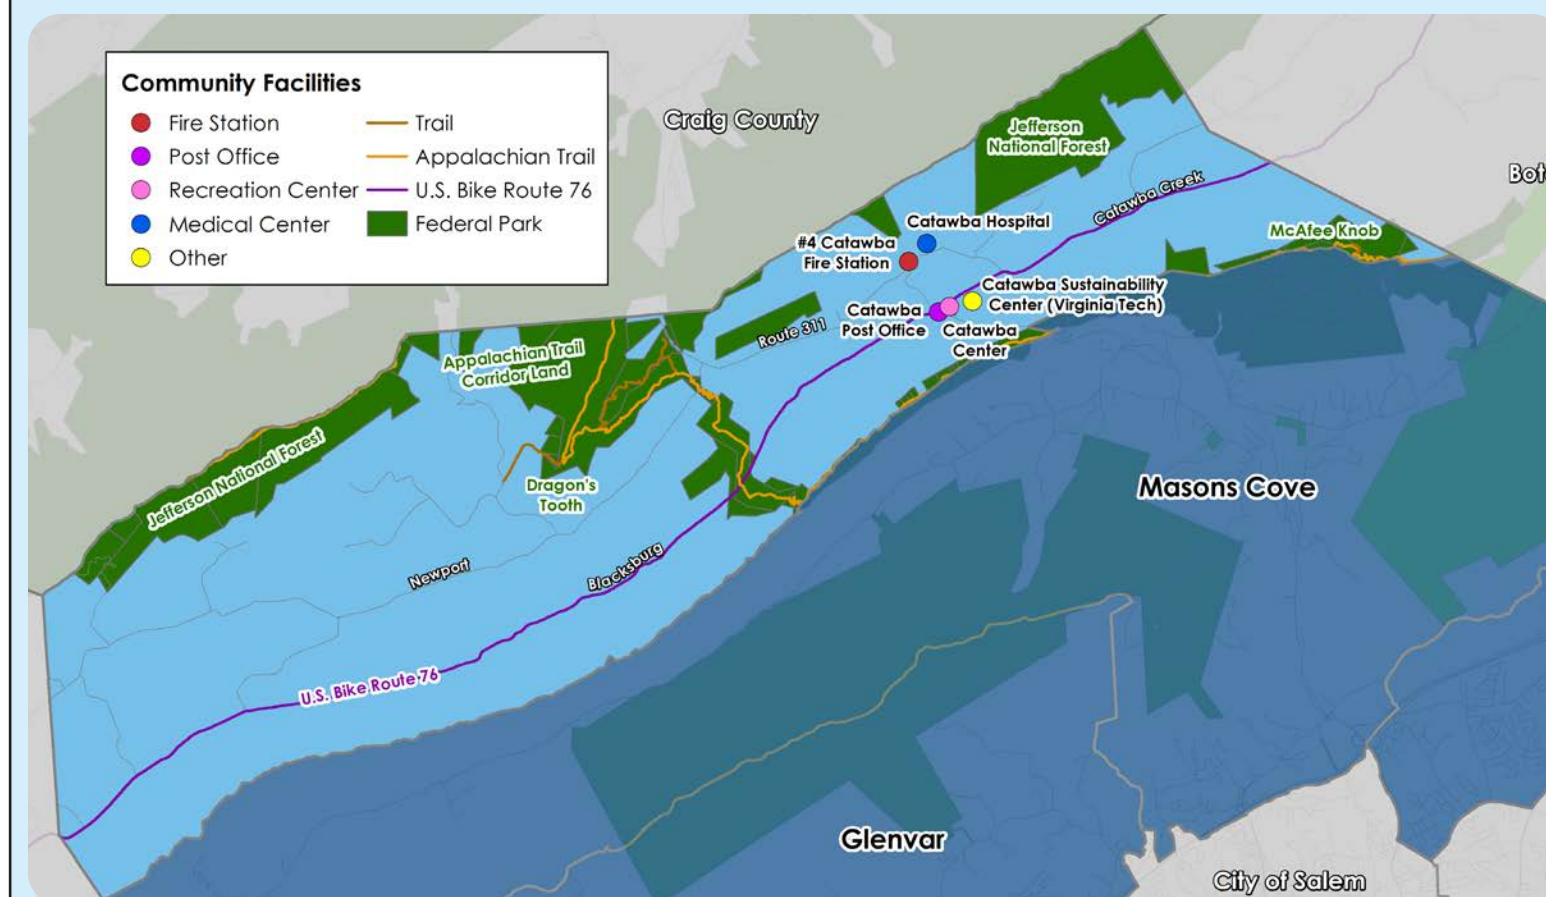 Community Facilities
Fire Station
Post Office
Recreation Center
Medical Center
Other
Trail
Appalachian Trail
U.S. Bike Route 76
Federal Park
Craig County
Jefferson
National Forest
Bot
Catawba Creek
Catawba Hospital
#4 Catawba
Fire Station
McAfee Knob
Catawba Sustainability
Center (Virginia Tech)
Catawba
Post Office
Catawba
Center
Route 311
Appalachian Trail
Corridor Land
Jefferson National Forest
Dragon's
Tooth
Masons Cove
Newport
Blacksburg
U.S. Bike Route 76
Glenvar
City of Salem